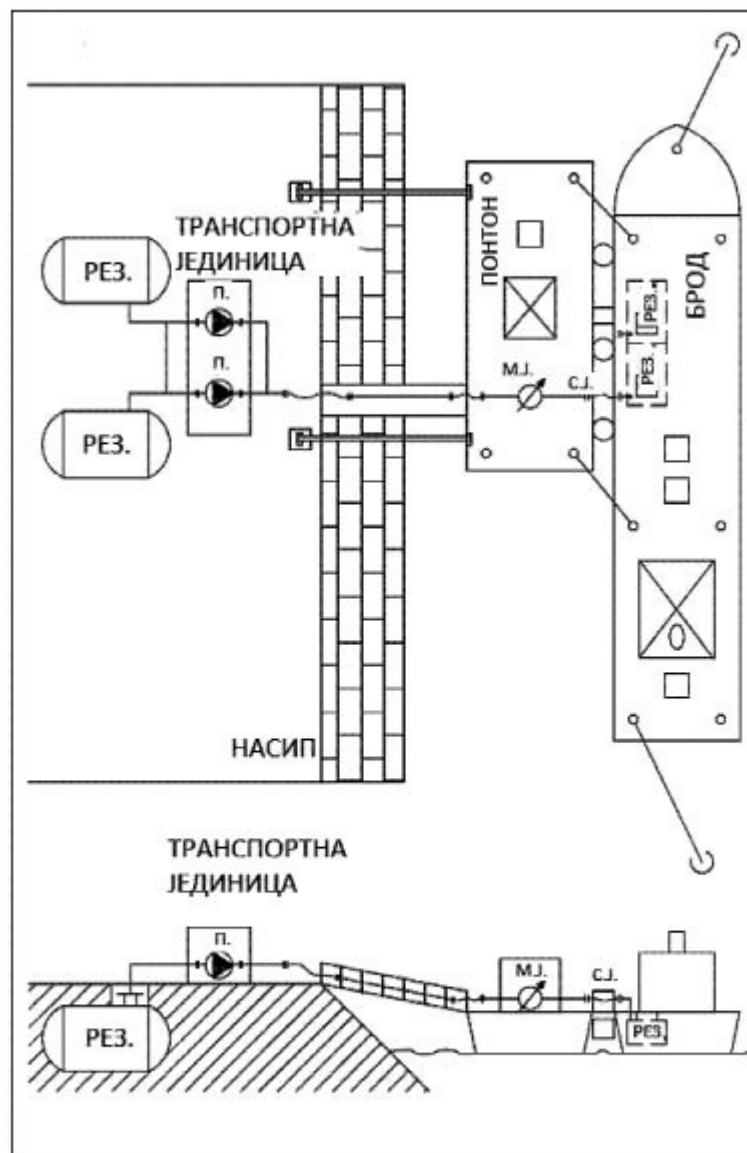 ТРАНСПОРТНА
ЈЕДИНИЦА
РЕЗ.
П.
П.
РЕЗ.
ПОНТОН
БРОД
РЕЗ.
РЕЗ.
М.Ј.
С.Ј.
НАСИП
ТРАНСПОРТНА
ЈЕДИНИЦА
П.
М.Ј.
С.Ј.
РЕЗ.
РЕЗ.